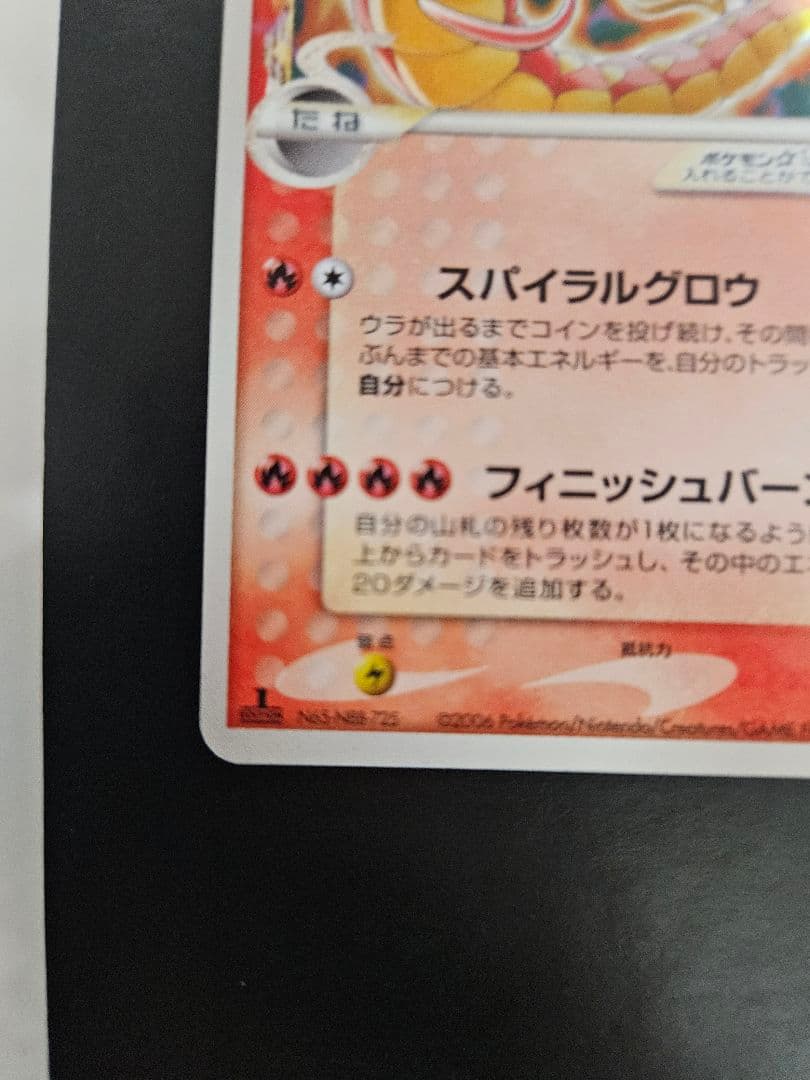 たね
ポケモング
入れることがで
スパイラルグロウ
ウラが出るまでコインを投げ続け、その間
ぶんまでの基本エネルギーを、自分のトラッ
自分につける。
フィニッシュバー
自分の山札の残り枚数が1枚になるよう
上からカードをトラッシュし、その中のエ
20ダメージを追加する。
弱点
抵抗力
1
EDITION
©2006 Pokémon/Nintendo/Creatures/GAME